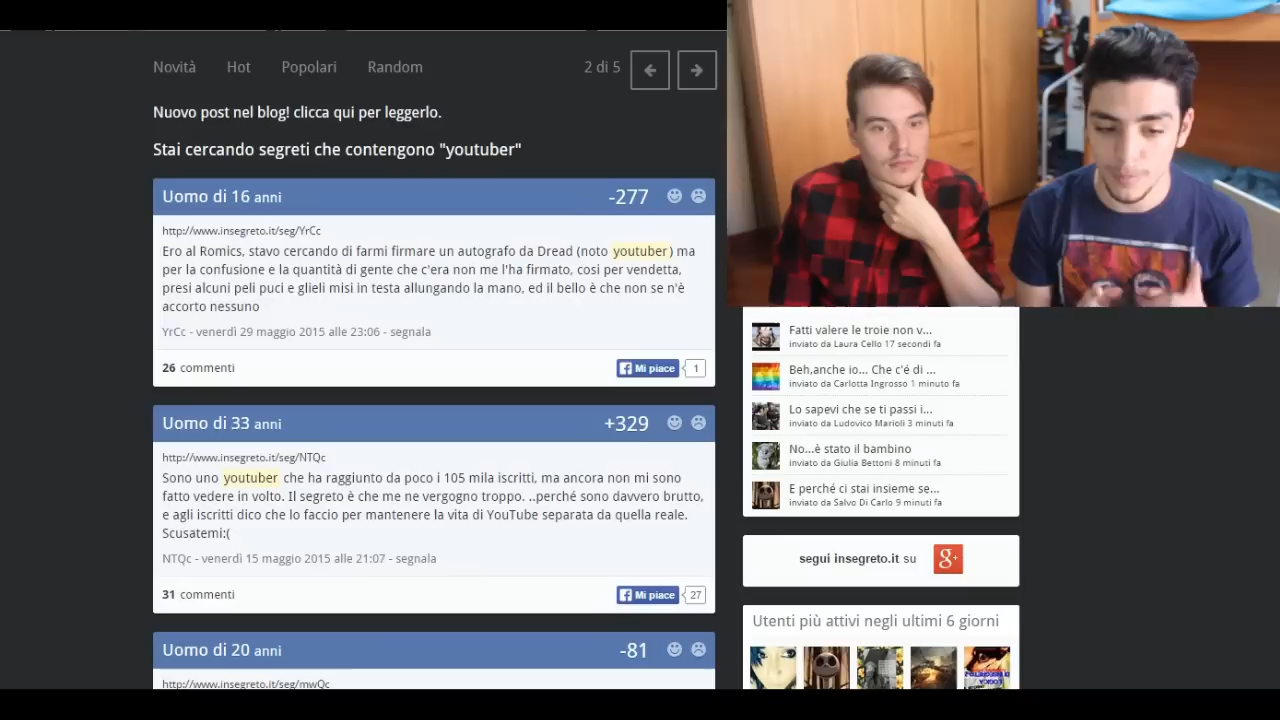 Novità Hot Popolari Random 2 di 5
Nuovo post nel blog! clicca qui per leggerlo.
Stai cercando segreti che contengono "youtuber"
Uomo di 16 anni -277
http://www.insegreto.it/seg/YrCc
Ero al Romics, stavo cercando di farmi firmare un autografo da Dread (noto youtuber) ma
per la confusione e la quantità di gente che c'era non me l'ha firmato, cosi per vendetta,
presi alcuni peli puci e glieli misi in testa allungando la mano, ed il bello è che non se n'è
accorto nessuno
YrCc - venerdì 29 maggio 2015 alle 23:06 - segnala
26 commenti Mi piace 1
Uomo di 33 anni +329
http://www.insegreto.it/seg/NTQc
Sono uno youtuber che ha raggiunto da poco i 105 mila iscritti, ma ancora non mi sono
fatto vedere in volto. Il segreto è che me ne vergogno troppo. ..perché sono davvero brutto,
e agli iscritti dico che lo faccio per mantenere la vita di YouTube separata da quella reale.
Scusatemi:(
NTQc - venerdì 15 maggio 2015 alle 21:07 - segnala
31 commenti Mi piace 27
Uomo di 20 anni -81
http://www.insegreto.it/seg/mwQc
Fatti valere le troie non v...
inviato da Laura Cello 17 secondi fa
Beh,anche io... Che c'é di ...
inviato da Carlotta Ingrosso 1 minuto fa
Lo sapevi che se ti passi i...
inviato da Ludovico Marioli 3 minuti fa
No...è stato il bambino
inviato da Giulia Bettoni 8 minuti fa
E perché ci stai insieme se...
inviato da Salvo Di Carlo 9 minuti fa
segui insegreto.it su g+
Utenti più attivi negli ultimi 6 giorni